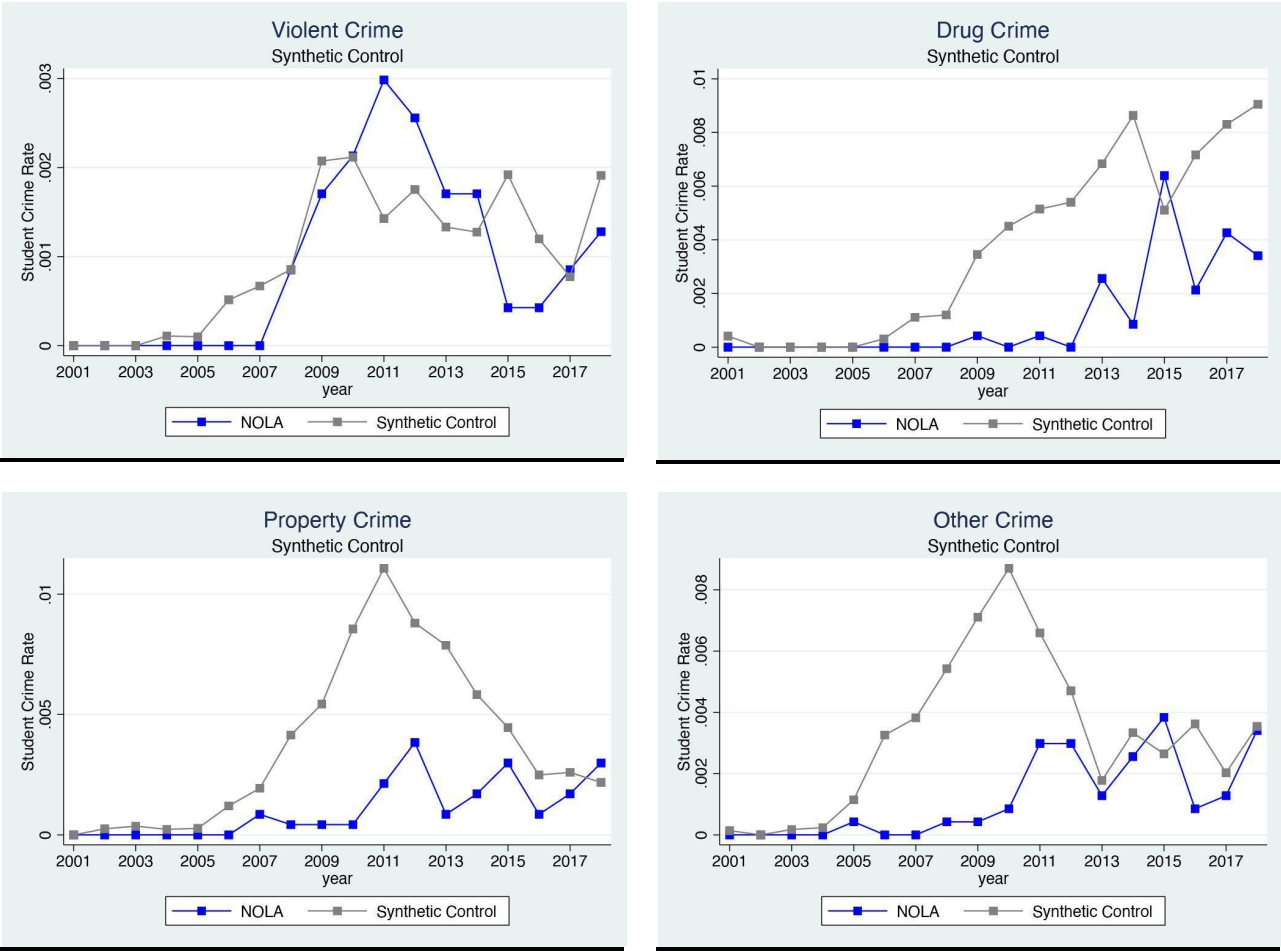 Violent Crime
Synthetic Control
Student Crime Rate
.003
.002
.001
0
2001 2003 2005 2007 2009 2011 2013 2015 2017
year
NOLA Synthetic Control
Drug Crime
Synthetic Control
Student Crime Rate
.01
.008
.006
.004
.002
0
2001 2003 2005 2007 2009 2011 2013 2015 2017
year
NOLA Synthetic Control
Property Crime
Synthetic Control
Student Crime Rate
.01
.005
0
2001 2003 2005 2007 2009 2011 2013 2015 2017
year
NOLA Synthetic Control
Other Crime
Synthetic Control
Student Crime Rate
.008
.006
.004
.002
0
2001 2003 2005 2007 2009 2011 2013 2015 2017
year
NOLA Synthetic Control